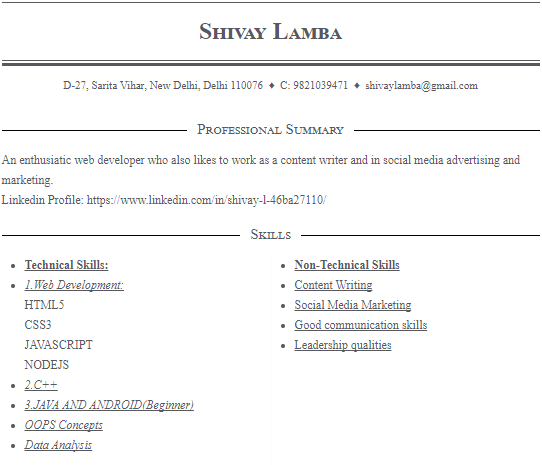 Shivay Lamba
D-27, Sarita Vihar, New Delhi, Delhi 110076 ♦ C: 9821039471 ♦ shivaylamba@gmail.com
Professional Summary
An enthusiatic web developer who also likes to work as a content writer and in social media advertising and
marketing.
Linkedin Profile: https://www.linkedin.com/in/shivay-l-46ba27110/
Skills
• Technical Skills:
• 1.Web Development:
HTML5
CSS3
JAVASCRIPT
NODEJS
• 2.C++
• 3.JAVA AND ANDROID(Beginner)
• OOPS Concepts
• Data Analysis
• Non-Technical Skills
• Content Writing
• Social Media Marketing
• Good communication skills
• Leadership qualities